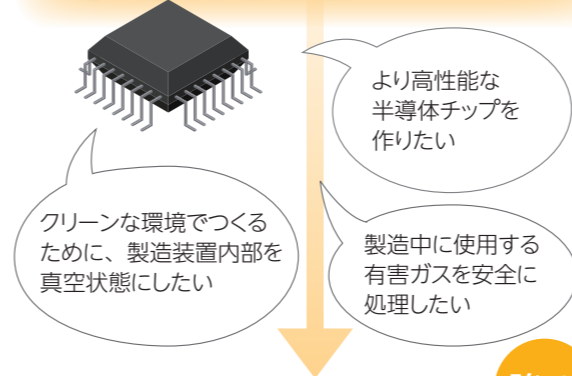 より高性能な
半導体チップを
作りたい
クリーンな環境でつくる
ために、製造装置内部を
真空状態にしたい
製造中に使用する
有害ガスを安全に
処理したい